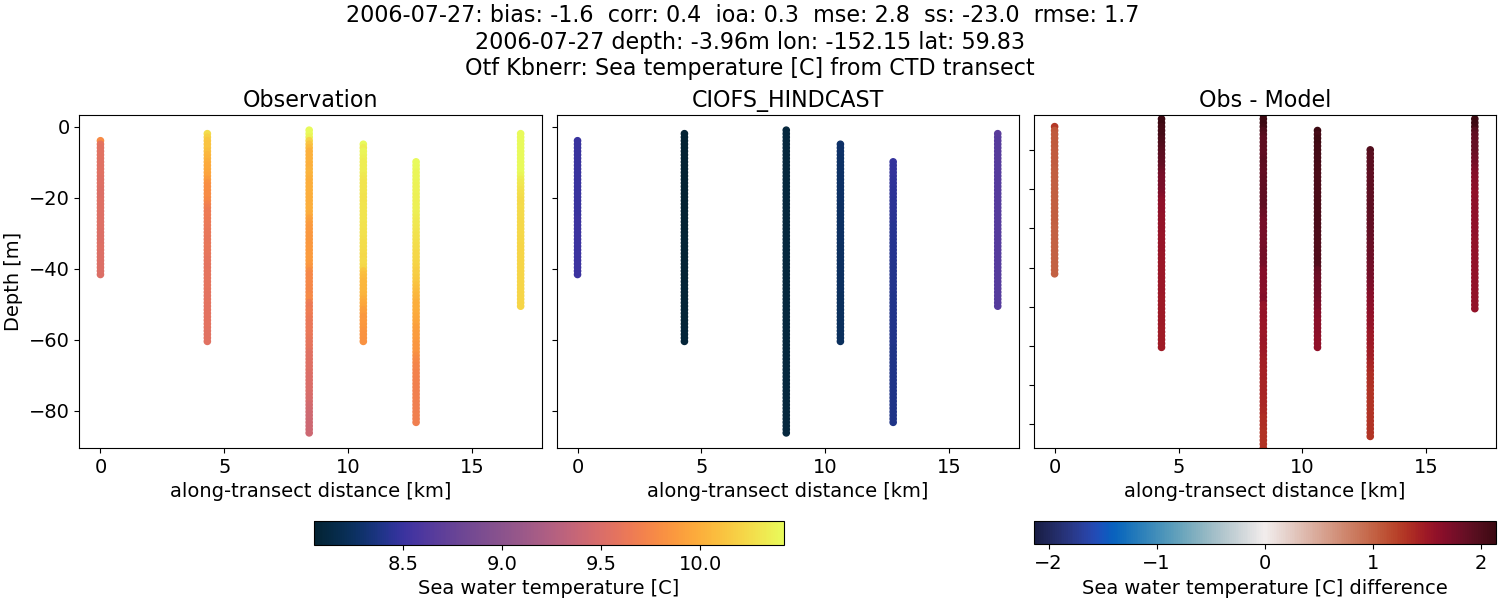 2006-07-27: bias: -1.6  corr: 0.4  ioa: 0.3  mse: 2.8  ss: -23.0  rmse: 1.7
2006-07-27 depth: -3.96m lon: -152.15 lat: 59.83
Otf Kbnerr: Sea temperature [C] from CTD transect
Observation
CIOFS_HINDCAST
Obs - Model
Depth [m]
0
−20
−40
−60
−80
0 5 10 15
0 5 10 15
0 5 10 15
along-transect distance [km]
along-transect distance [km]
along-transect distance [km]
8.5 9.0 9.5 10.0
Sea water temperature [C]
−2 −1 0 1 2
Sea water temperature [C] difference